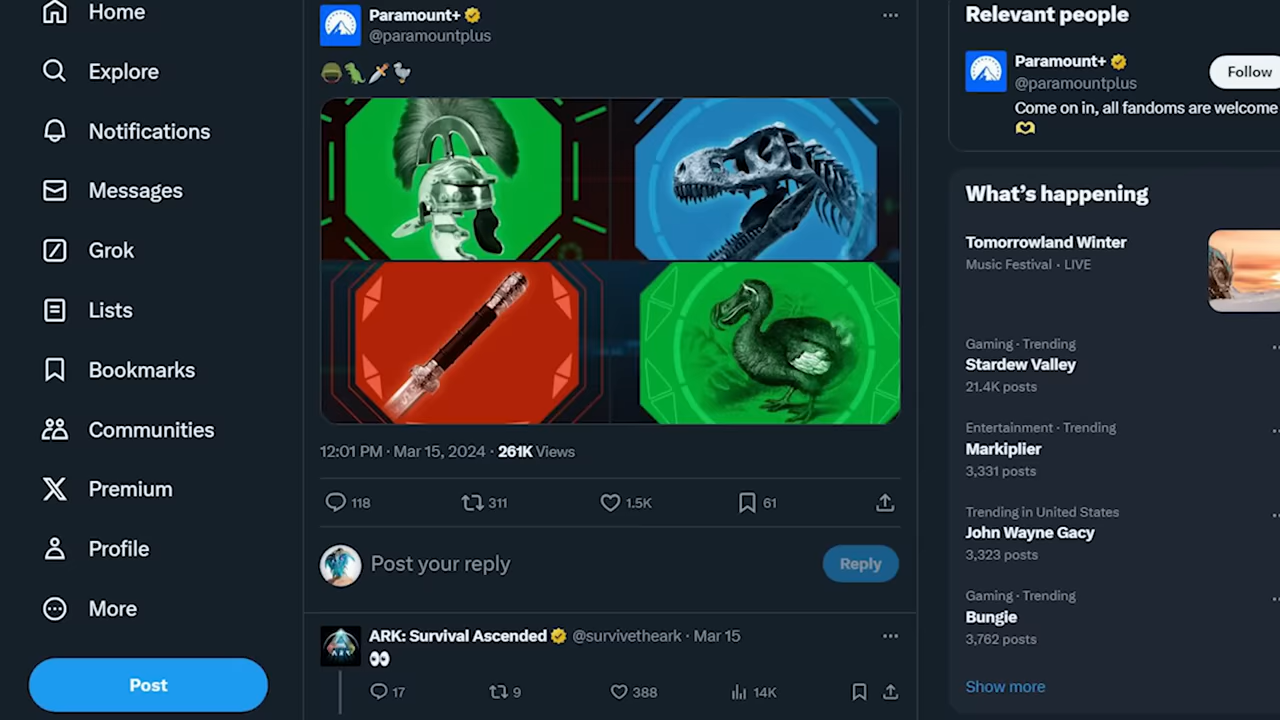 Home
Explore
Notifications
Messages
Grok
Lists
Bookmarks
Communities
Premium
Profile
More
Post
Paramount+
@paramountplus
🪖🦖🗡️🦤
12:01 PM · Mar 15, 2024 · 261K Views
118 311 1.5K 61
Post your reply
Reply
ARK: Survival Ascended @survivetheark · Mar 15
👀
17 9 388 14K
Relevant people
Paramount+
@paramountplus
Follow
Come on in, all fandoms are welcome
What's happening
Tomorrowland Winter
Music Festival · LIVE
Gaming · Trending
Stardew Valley
21.4K posts
Entertainment · Trending
Markiplier
3,331 posts
Trending in United States
John Wayne Gacy
3,323 posts
Gaming · Trending
Bungie
3,762 posts
Show more